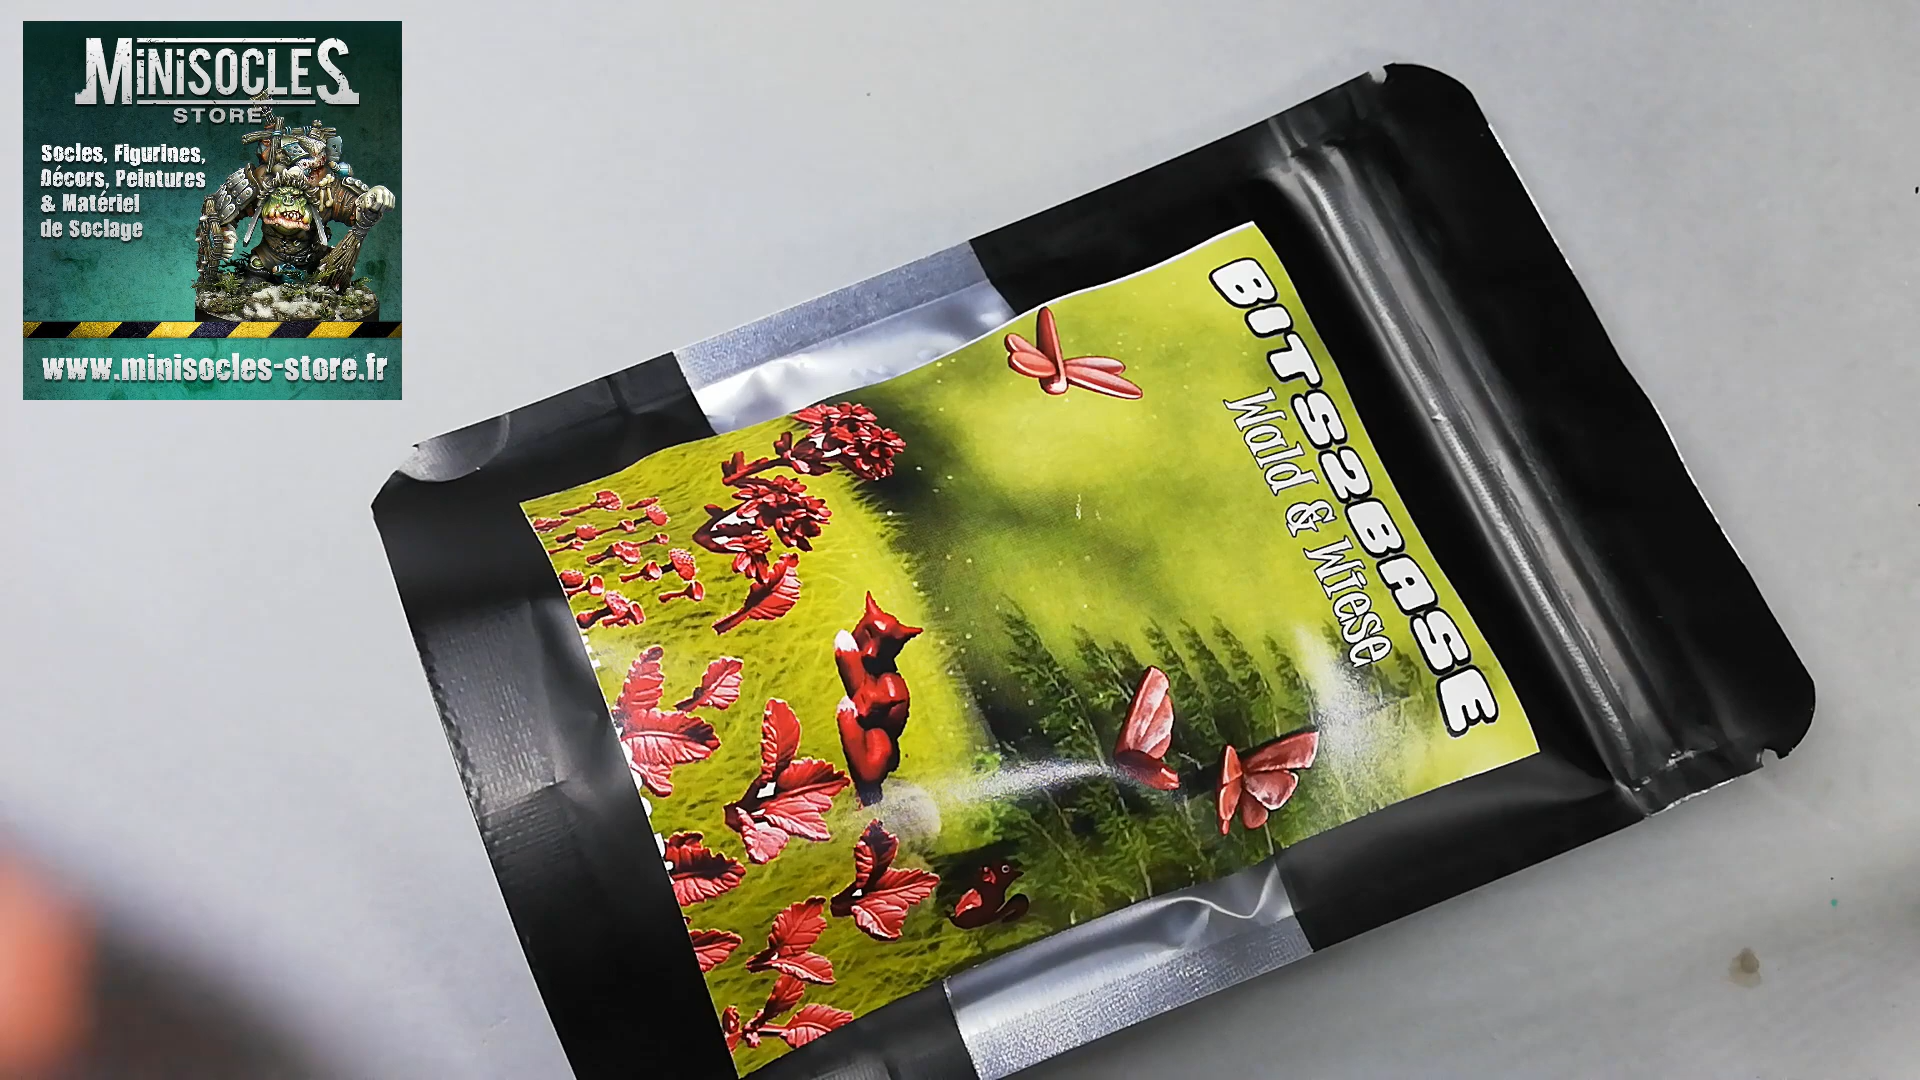 MiNiSOCLES
STORE
Socles, Figurines,
Décors, Peintures
& Matériel
de Soclage
www.minisocles-store.fr
BITS2BASE
Wald & Wiese